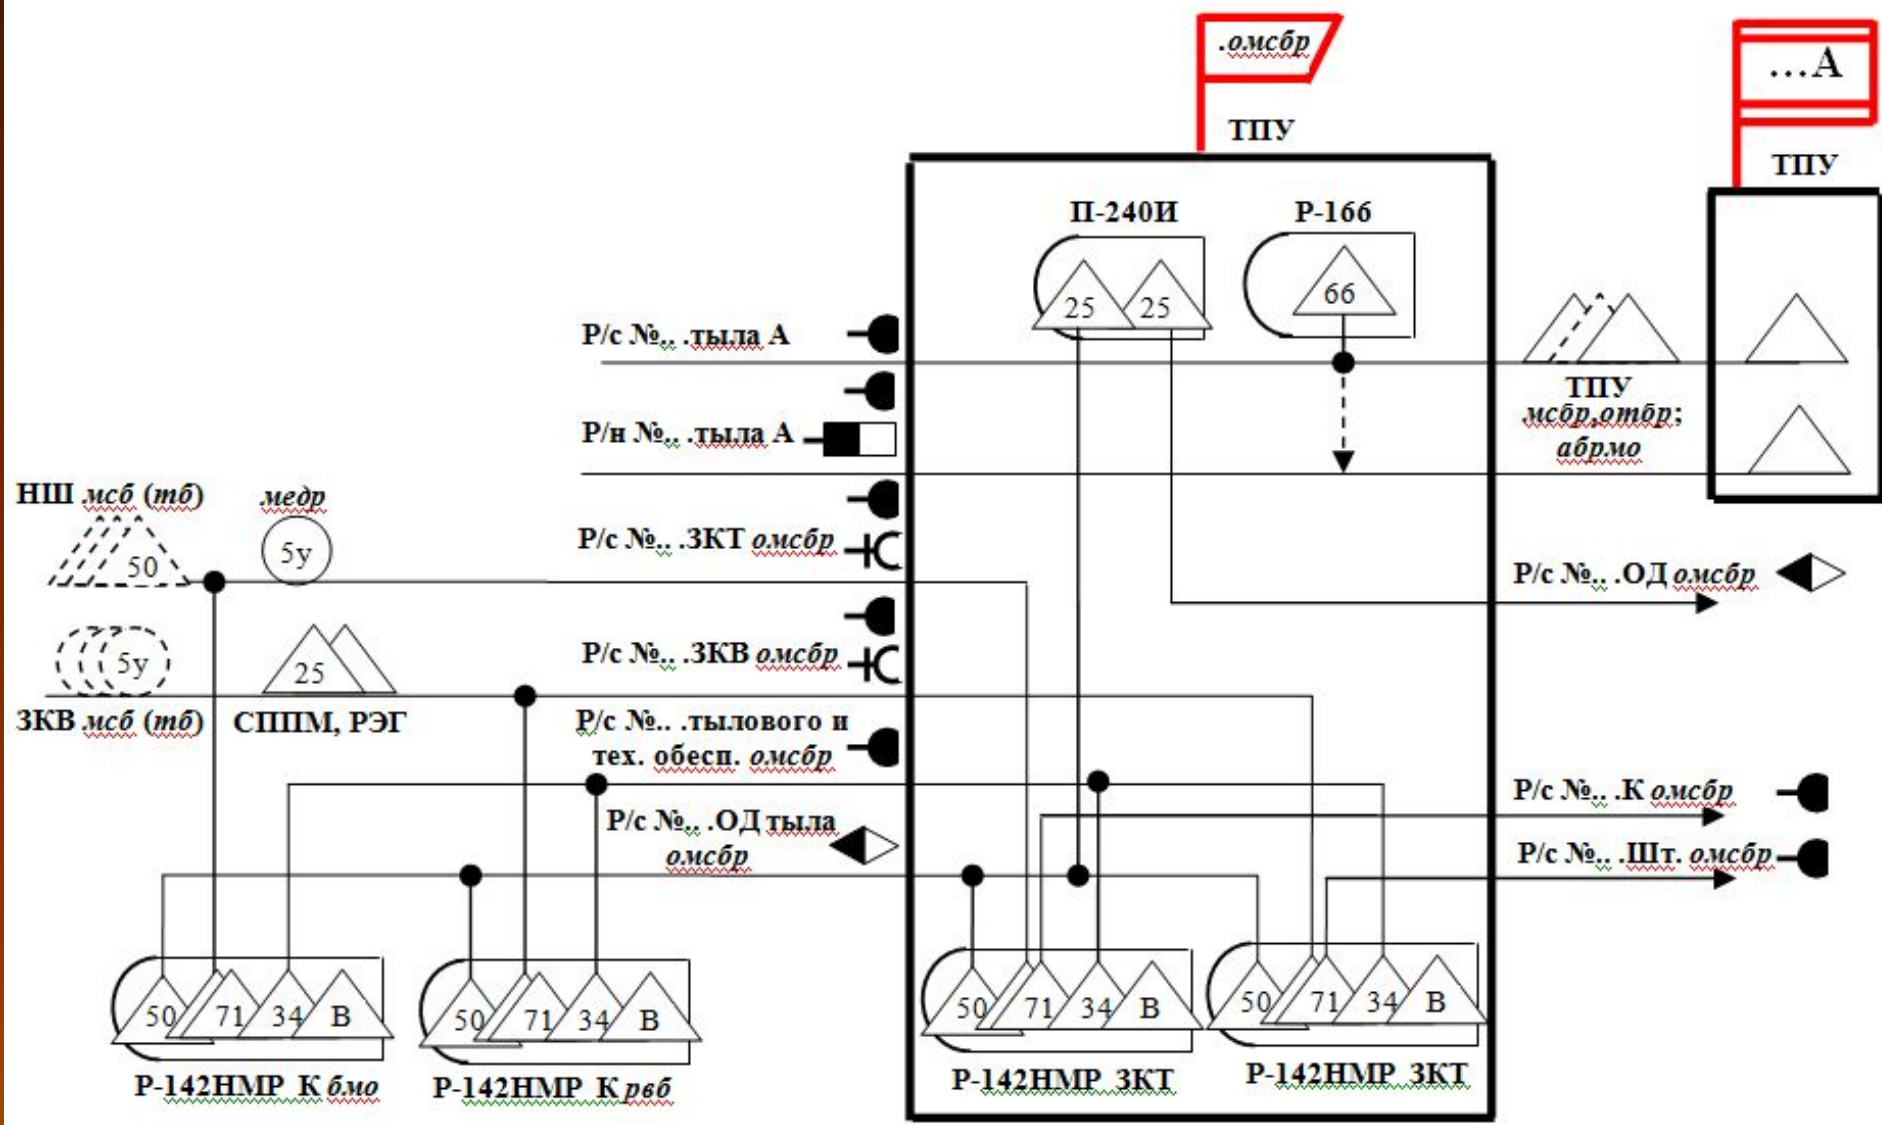 .омсбр
…А
ТПУ
ТПУ
П-240И
Р-166
25
25
66
Р/с №.. .тыла А
ТПУ
.мсбр,отбр;
абрмо
Р/н №.. .тыла А
НШ .мсб (тб)
.медр
50
5у
Р/с №.. .ЗКТ омсбр
Р/с №.. .ОД омсбр
5у
25
Р/с №.. .ЗКВ омсбр
ЗКВ .мсб (тб)
СППМ, РЭГ
Р/с №.. .тылового и
тех. обесп. омсбр
Р/с №.. .К омсбр
Р/с №.. .ОД тыла
омсбр
Р/с №.. .Шт. омсбр
50 71 34 В
50 71 34 В
50 71 34 В
50 71 34 В
Р-142НМР К бмо
Р-142НМР К рвб
Р-142НМР ЗКТ
Р-142НМР ЗКТ